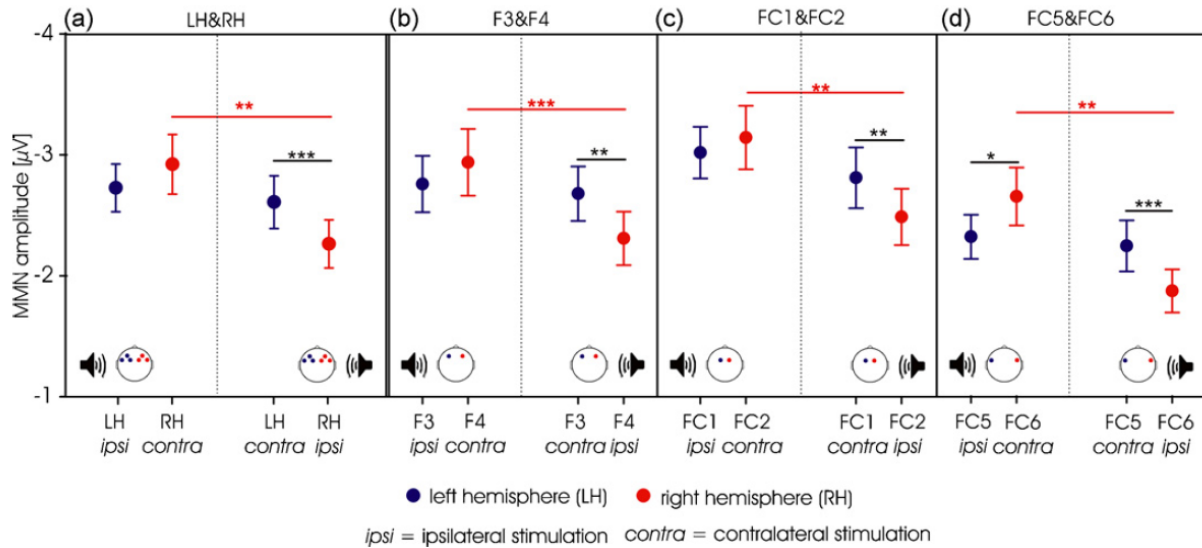 (a) LH&RH (b) F3&F4 (c) FC1&FC2 (d) FC5&FC6
-4
-3
-2
-1
MMN amplitude [µV]
** *** ** **
*** ** ** * ***
LH RH LH RH F3 F4 F3 F4 FC1 FC2 FC1 FC2 FC5 FC6 FC5 FC6
ipsi contra contra ipsi ipsi contra contra ipsi ipsi contra contra ipsi ipsi contra contra ipsi
left hemisphere (LH) right hemisphere (RH)
ipsi = ipsilateral stimulation contra = contralateral stimulation